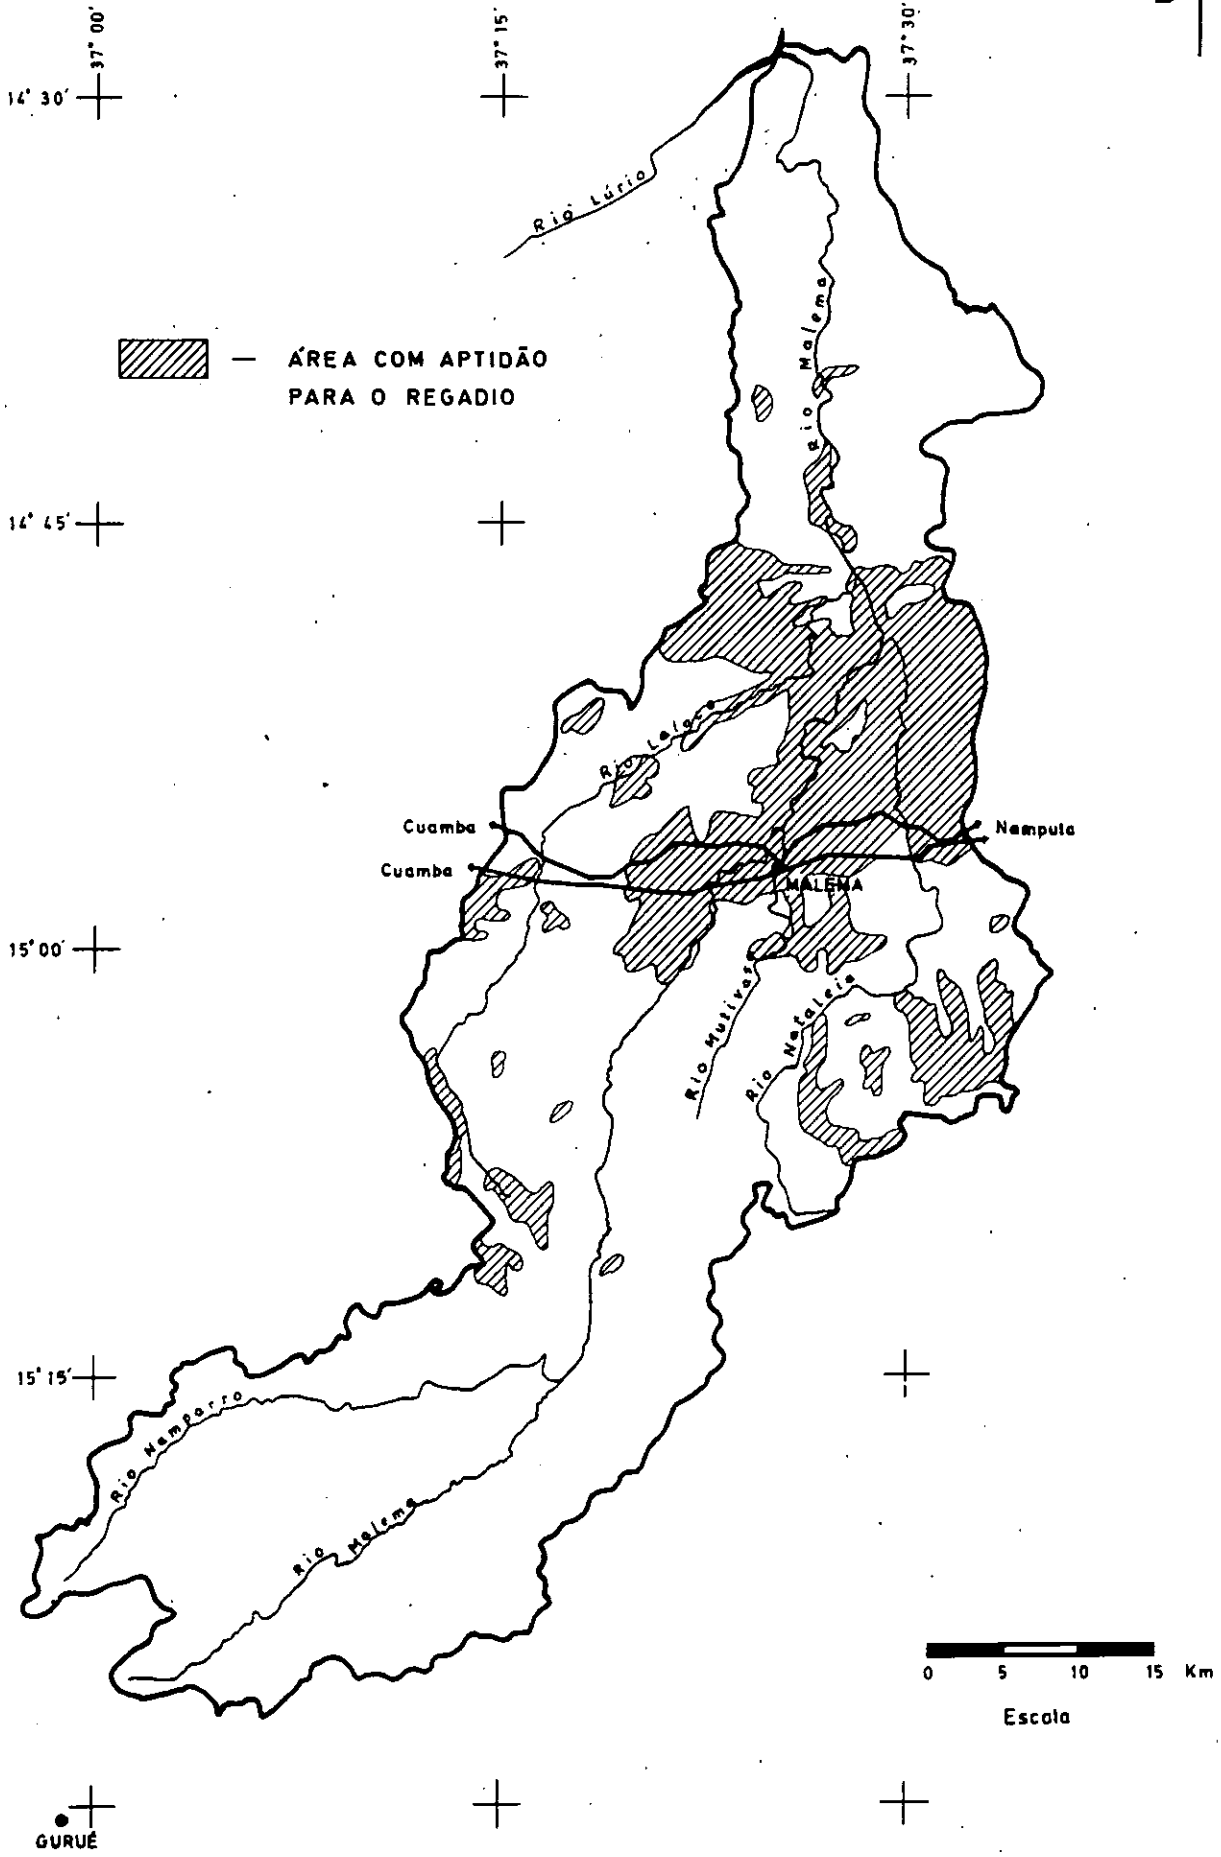 37° 00'
37° 15'
37° 30'
14° 30'
Rio Lúrio
Rio Malema
ÁREA COM APTIDÃO
PARA O REGADIO
14° 45'
Rio Lalace
Cuamba
Nampula
Cuamba
MALEMA
15° 00'
Rio Mutivas
Rio Nataleia
15° 15'
Rio Namparro
Rio Malema
0 5 10 15 Km
Escala
GURUÉ